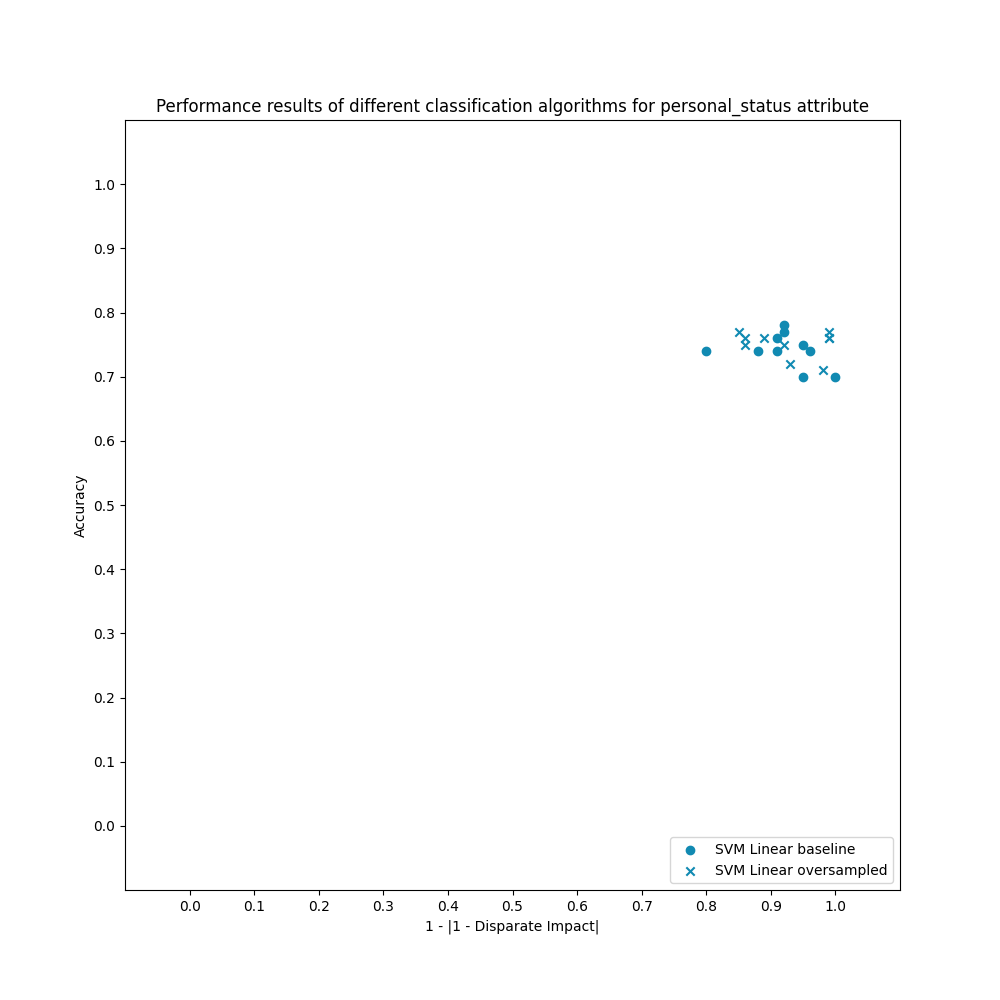 Performance results of different classification algorithms for personal_status attribute
1.0
0.9
0.8
0.7
0.6
0.5
0.4
0.3
0.2
0.1
0.0
Accuracy
SVM Linear baseline
SVM Linear oversampled
0.0 0.1 0.2 0.3 0.4 0.5 0.6 0.7 0.8 0.9 1.0
1 - |1 - Disparate Impact|